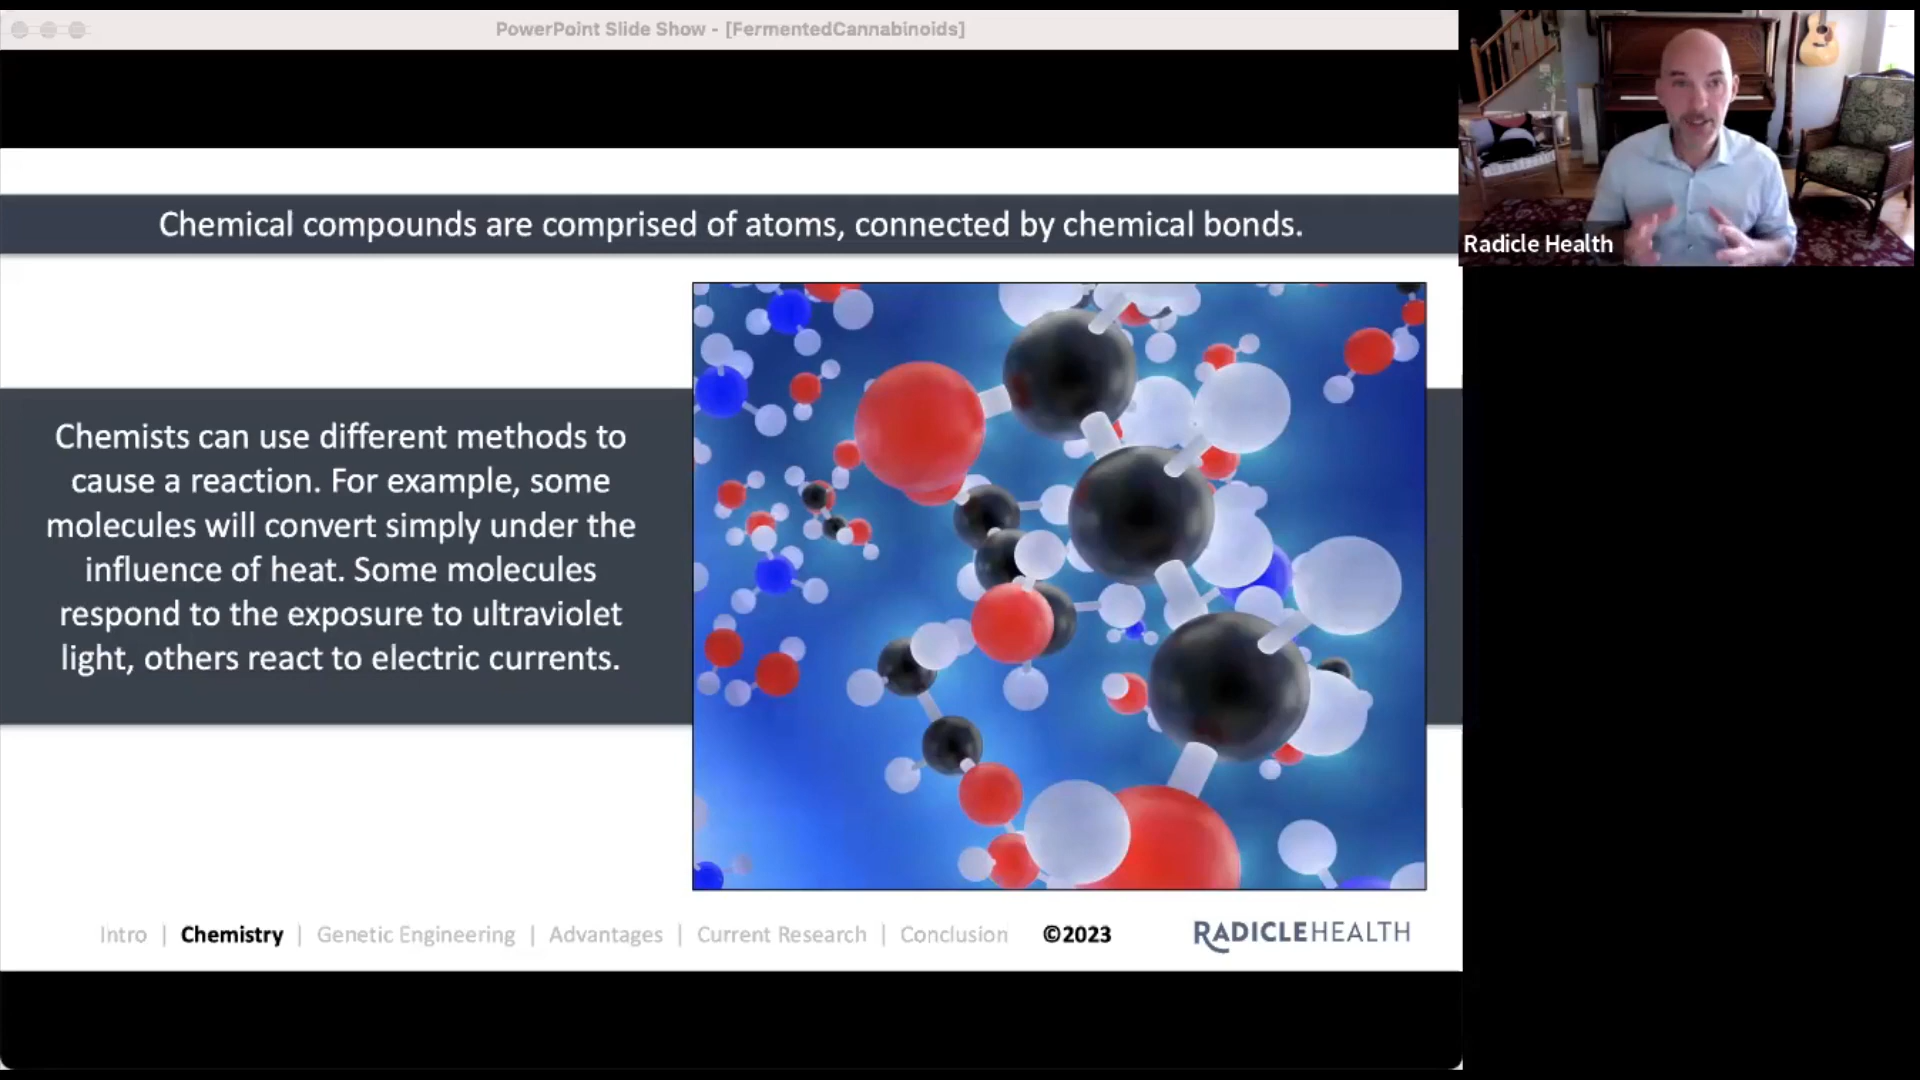 PowerPoint Slide Show - [FermentedCannabinoids]
Radicle Health
Chemical compounds are comprised of atoms, connected by chemical bonds.
Chemists can use different methods to
cause a reaction. For example, some
molecules will convert simply under the
influence of heat. Some molecules
respond to the exposure to ultraviolet
light, others react to electric currents.
Intro | Chemistry | Genetic Engineering | Advantages | Current Research | Conclusion ©2023 RADICLEHEALTH